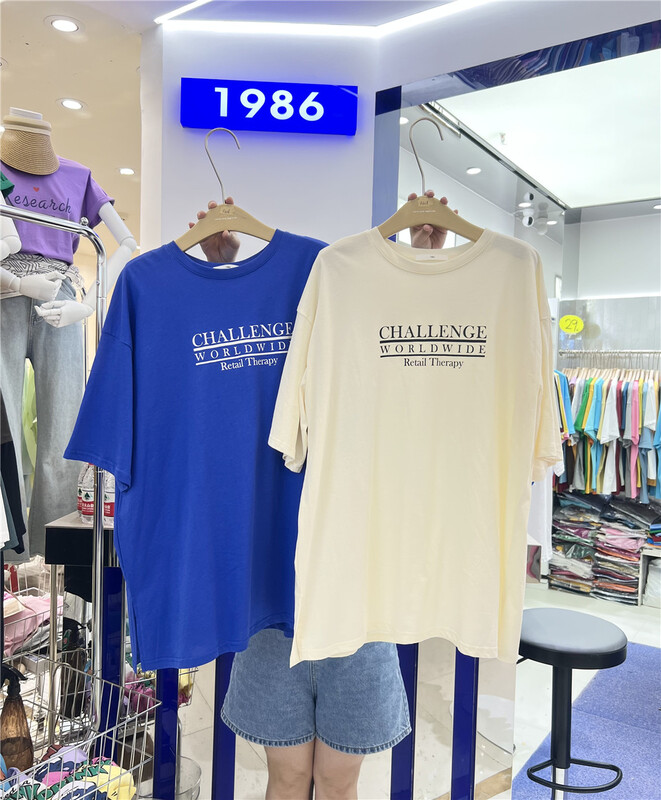 1986
Research
29
CHALLENGE
WORLDWIDE
Retail Therapy
CHALLENGE
WORLDWIDE
Retail Therapy